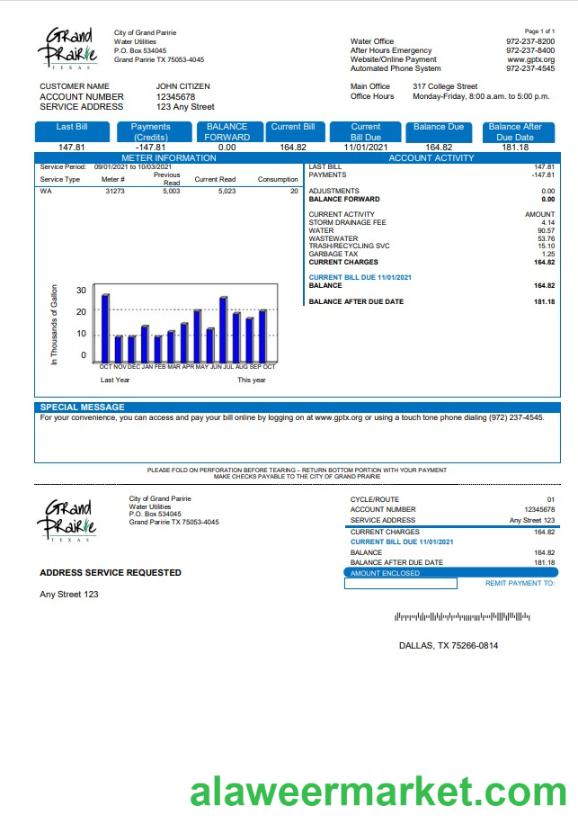 Grand
Prairie
TEXAS
City of Grand Paririe
Water Utilities
P.O. Box 534045
Grand Paririe TX 75053-4045
Page 1 of 1
Water Office 972-237-8200
After Hours Emergency 972-237-8400
Website/Online Payment www.gptx.org
Automated Phone System 972-237-4545
CUSTOMER NAME JOHN CITIZEN
ACCOUNT NUMBER 12345678
SERVICE ADDRESS 123 Any Street
Main Office 317 College Street
Office Hours Monday-Friday, 8:00 a.m. to 5:00 p.m.
Last Bill Payments (Credits) BALANCE FORWARD Current Bill Current Bill Due Balance Due Balance After Due Date
147.81 -147.81 0.00 164.82 11/01/2021 164.82 181.18
METER INFORMATION
Service Period: 09/01/2021 to 10/03/2021
Service Type Meter # Previous Read Current Read Consumption
WA 31273 5,003 5,023 20
In Thousands of Gallon
30
20
10
0
OCT NOV DEC JAN FEB MAR APR MAY JUN JUL AUG SEP OCT
Last Year This year
ACCOUNT ACTIVITY
LAST BILL 147.81
PAYMENTS -147.81
ADJUSTMENTS 0.00
BALANCE FORWARD 0.00
CURRENT ACTIVITY AMOUNT
STORM DRAINAGE FEE 4.14
WATER 90.57
WASTEWATER 53.76
TRASH/RECYCLING SVC 15.10
GARBAGE TAX 1.25
CURRENT CHARGES 164.82
CURRENT BILL DUE 11/01/2021
BALANCE 164.82
BALANCE AFTER DUE DATE 181.18
SPECIAL MESSAGE
For your convenience, you can access and pay your bill online by logging on at www.gptx.org or using a touch tone phone dialing (972) 237-4545.
PLEASE FOLD ON PERFORATION BEFORE TEARING – RETURN BOTTOM PORTION WITH YOUR PAYMENT
MAKE CHECKS PAYABLE TO THE CITY OF GRAND PRAIRIE
Grand
Prairie
TEXAS
City of Grand Paririe
Water Utilities
P.O. Box 534045
Grand Paririe TX 75053-4045
CYCLE/ROUTE 01
ACCOUNT NUMBER 12345678
SERVICE ADDRESS Any Street 123
CURRENT CHARGES 164.82
CURRENT BILL DUE 11/01/2021
BALANCE 164.82
BALANCE AFTER DUE DATE 181.18
AMOUNT ENCLOSED
REMIT PAYMENT TO:
ADDRESS SERVICE REQUESTED
Any Street 123
DALLAS, TX 75266-0814
alaweermarket.com